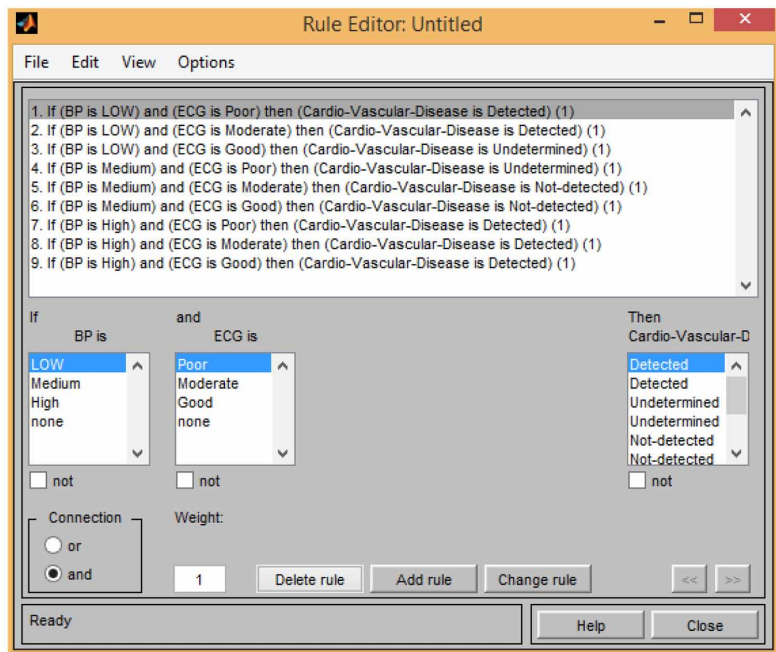 Rule Editor: Untitled
File Edit View Options
1. If (BP is LOW) and (ECG is Poor) then (Cardio-Vascular-Disease is Detected) (1)
2. If (BP is LOW) and (ECG is Moderate) then (Cardio-Vascular-Disease is Detected) (1)
3. If (BP is LOW) and (ECG is Good) then (Cardio-Vascular-Disease is Undetermined) (1)
4. If (BP is Medium) and (ECG is Poor) then (Cardio-Vascular-Disease is Undetermined) (1)
5. If (BP is Medium) and (ECG is Moderate) then (Cardio-Vascular-Disease is Not-detected) (1)
6. If (BP is Medium) and (ECG is Good) then (Cardio-Vascular-Disease is Not-detected) (1)
7. If (BP is High) and (ECG is Poor) then (Cardio-Vascular-Disease is Detected) (1)
8. If (BP is High) and (ECG is Moderate) then (Cardio-Vascular-Disease is Detected) (1)
9. If (BP is High) and (ECG is Good) then (Cardio-Vascular-Disease is Detected) (1)
If
BP is
LOW
Medium
High
none
not
and
ECG is
Poor
Moderate
Good
none
not
Then
Cardio-Vascular-D
Detected
Detected
Undetermined
Undetermined
Not-detected
Not-detected
not
Connection
or
and
Weight:
1
Delete rule Add rule Change rule << >>
Ready
Help Close